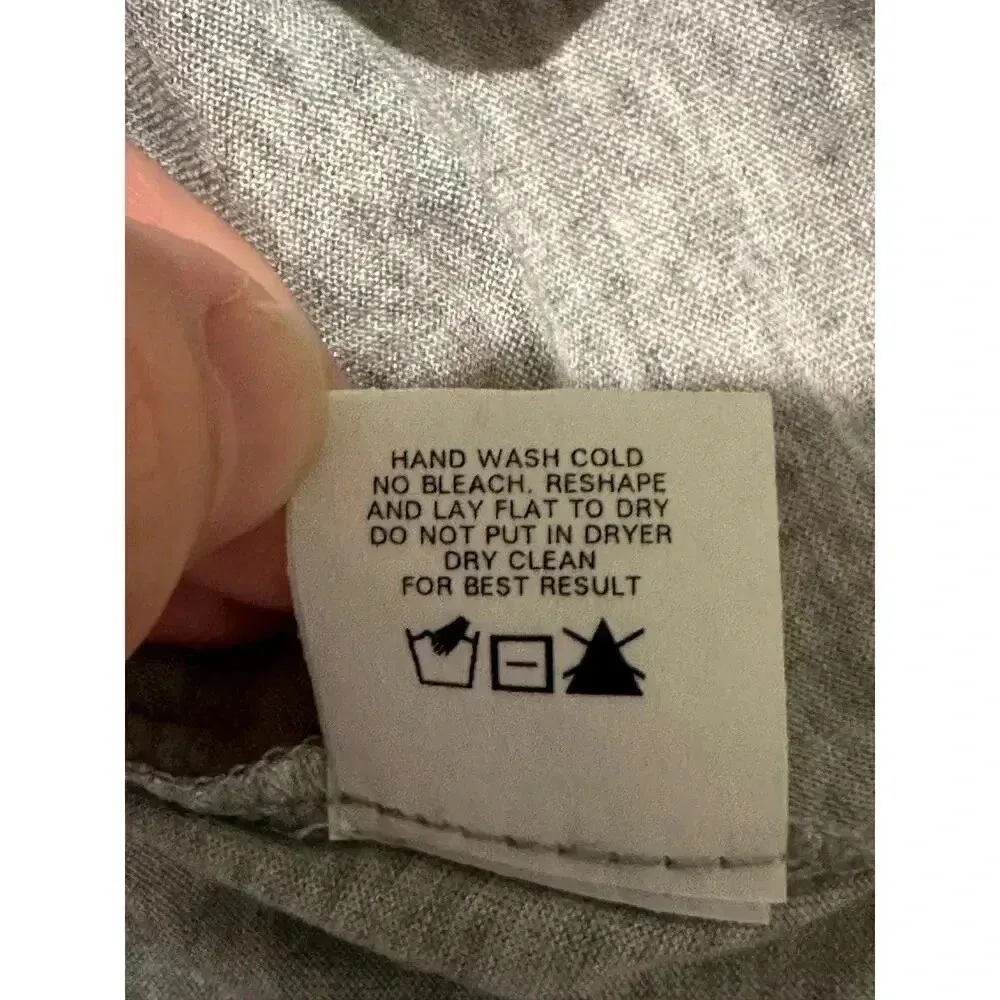 HAND WASH COLD
NO BLEACH. RESHAPE
AND LAY FLAT TO DRY
DO NOT PUT IN DRYER
DRY CLEAN
FOR BEST RESULT